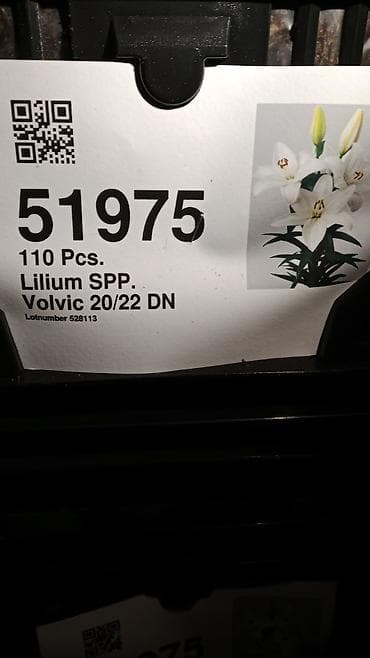 51975
110 Pcs.
Lilium SPP.
Volvic 20/22 DN
Lotnumber 528113